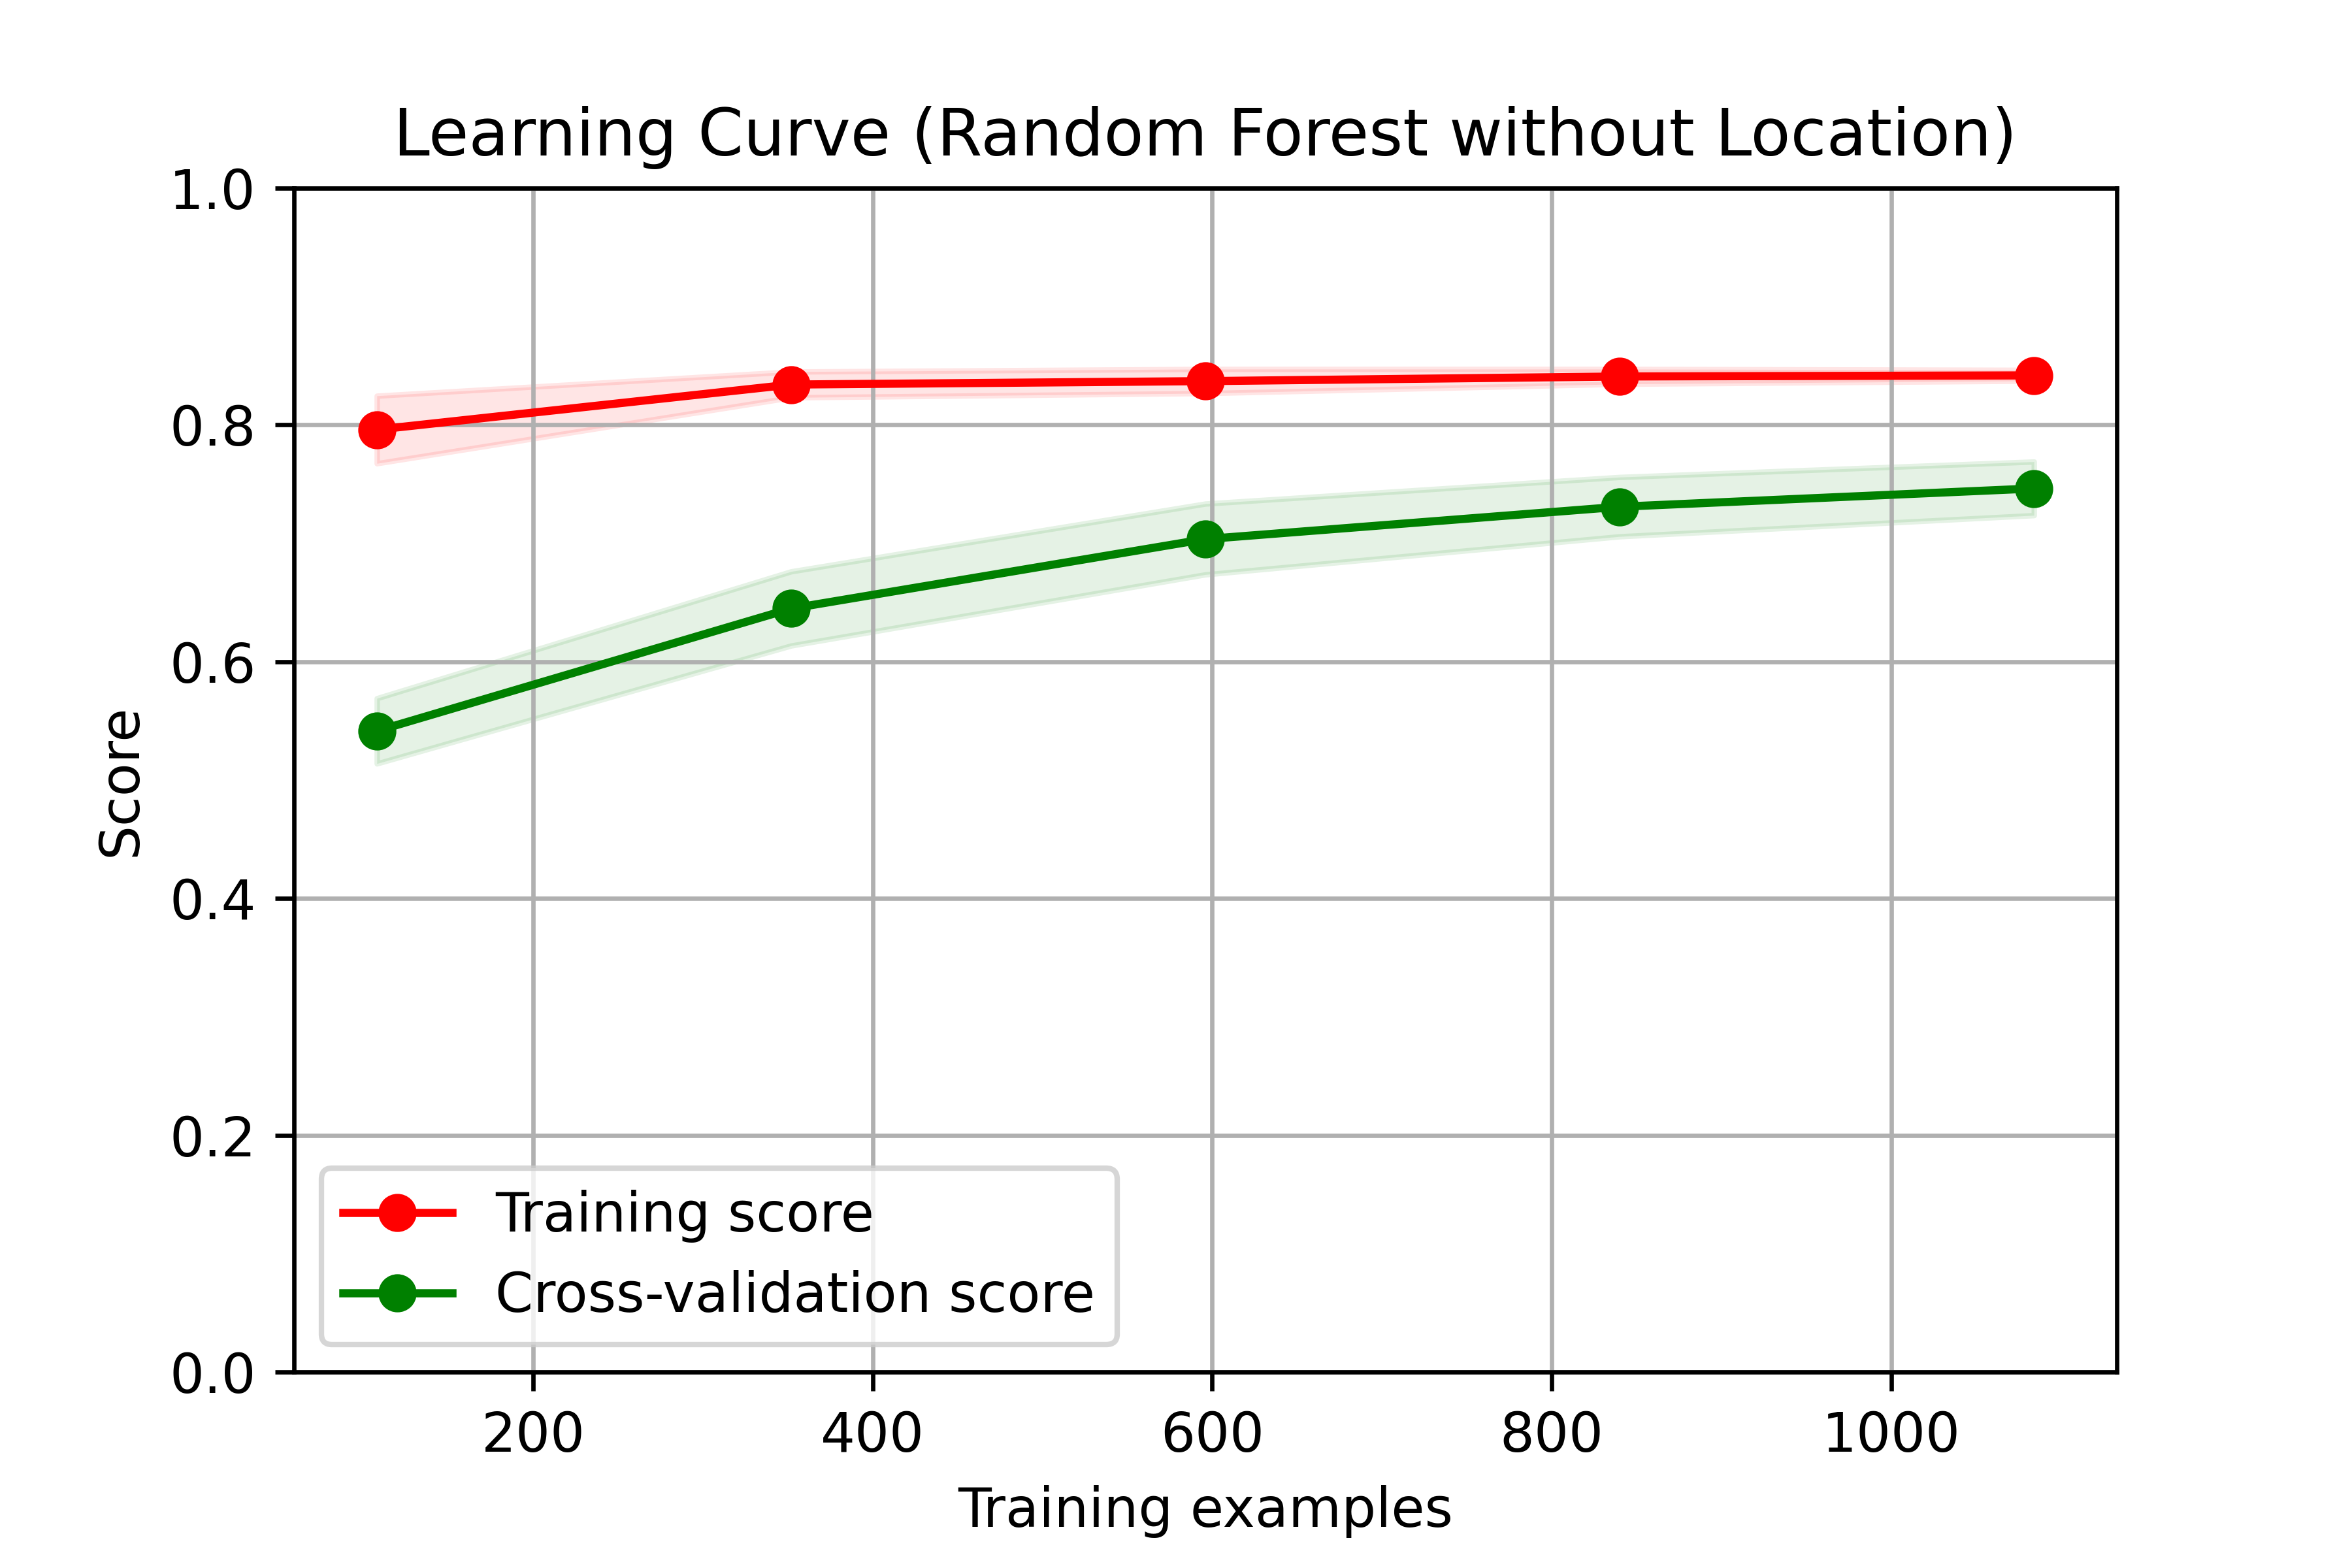 Learning Curve (Random Forest without Location)
1.0
0.8
0.6
0.4
0.2
0.0
Score
Training score
Cross-validation score
200 400 600 800 1000
Training examples